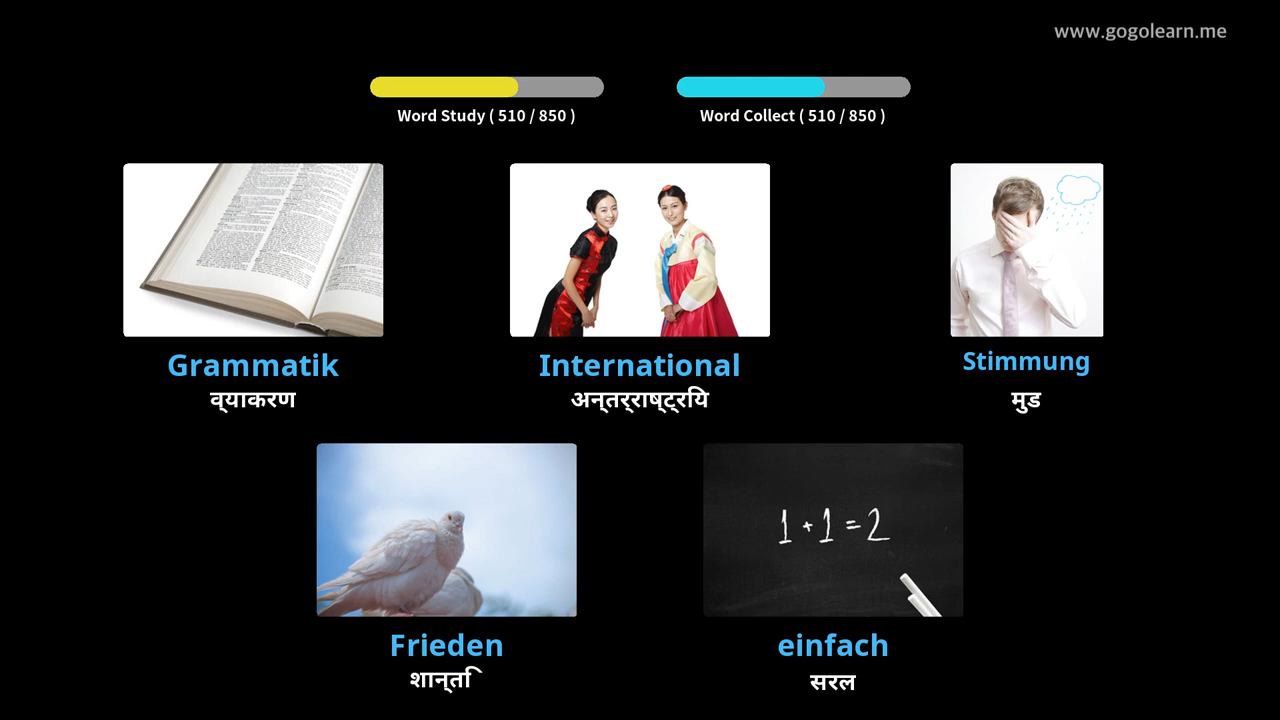 www.gogolearn.me
Word Study ( 510 / 850 )
Word Collect ( 510 / 850 )
Grammatik
व्याकरण
International
अन्तर्राष्ट्रिय
Stimmung
मुड
Frieden
शान्ति
einfach
1 + 1 = 2
सरल